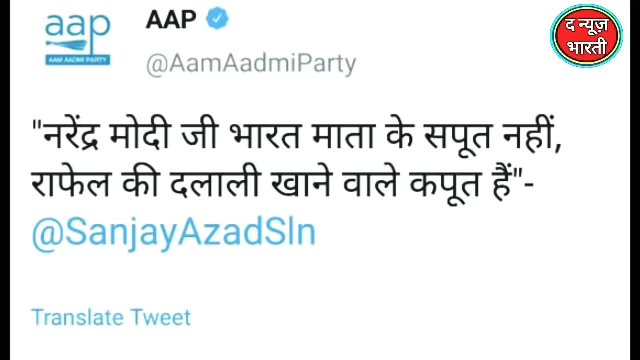 aap
AAM AADMI PARTY
AAP
@AamAadmiParty
द न्यूज़
भारती
"नरेंद्र मोदी जी भारत माता के सपूत नहीं,
राफेल की दलाली खाने वाले कपूत हैं"-
@SanjayAzadSln
Translate Tweet